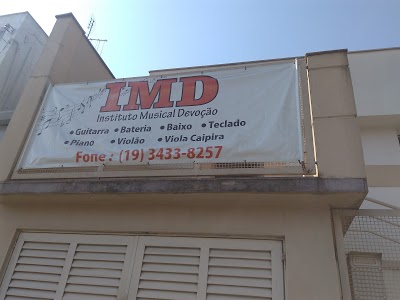 IMD
Instituto Musical Devoção
• Guitarra • Bateria • Baixo • Teclado
• Piano • Violão • Viola Caipira
Fone : (19) 3433-8257